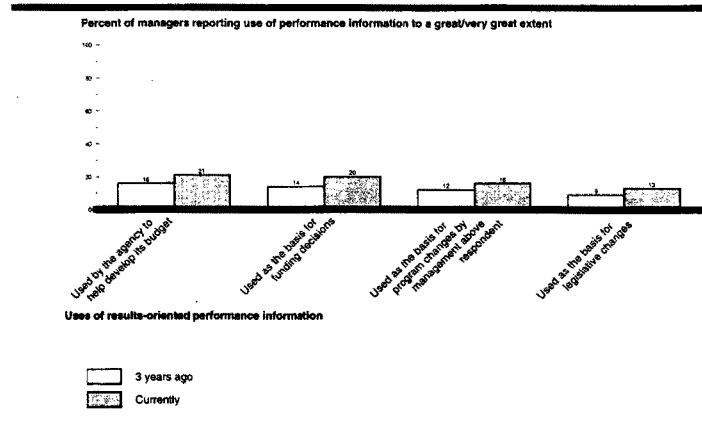 Percent of managers reporting use of performance information to a great/very great extent
100
80
60
40
20
0
16
21
14
20
12
16
9
13
Used by the agency to
help develop its budget
Used as the basis for
funding decisions
Used as the basis for
program changes by
management above
respondent
Used as the basis for
legislative changes
Uses of results-oriented performance information
3 years ago
Currently